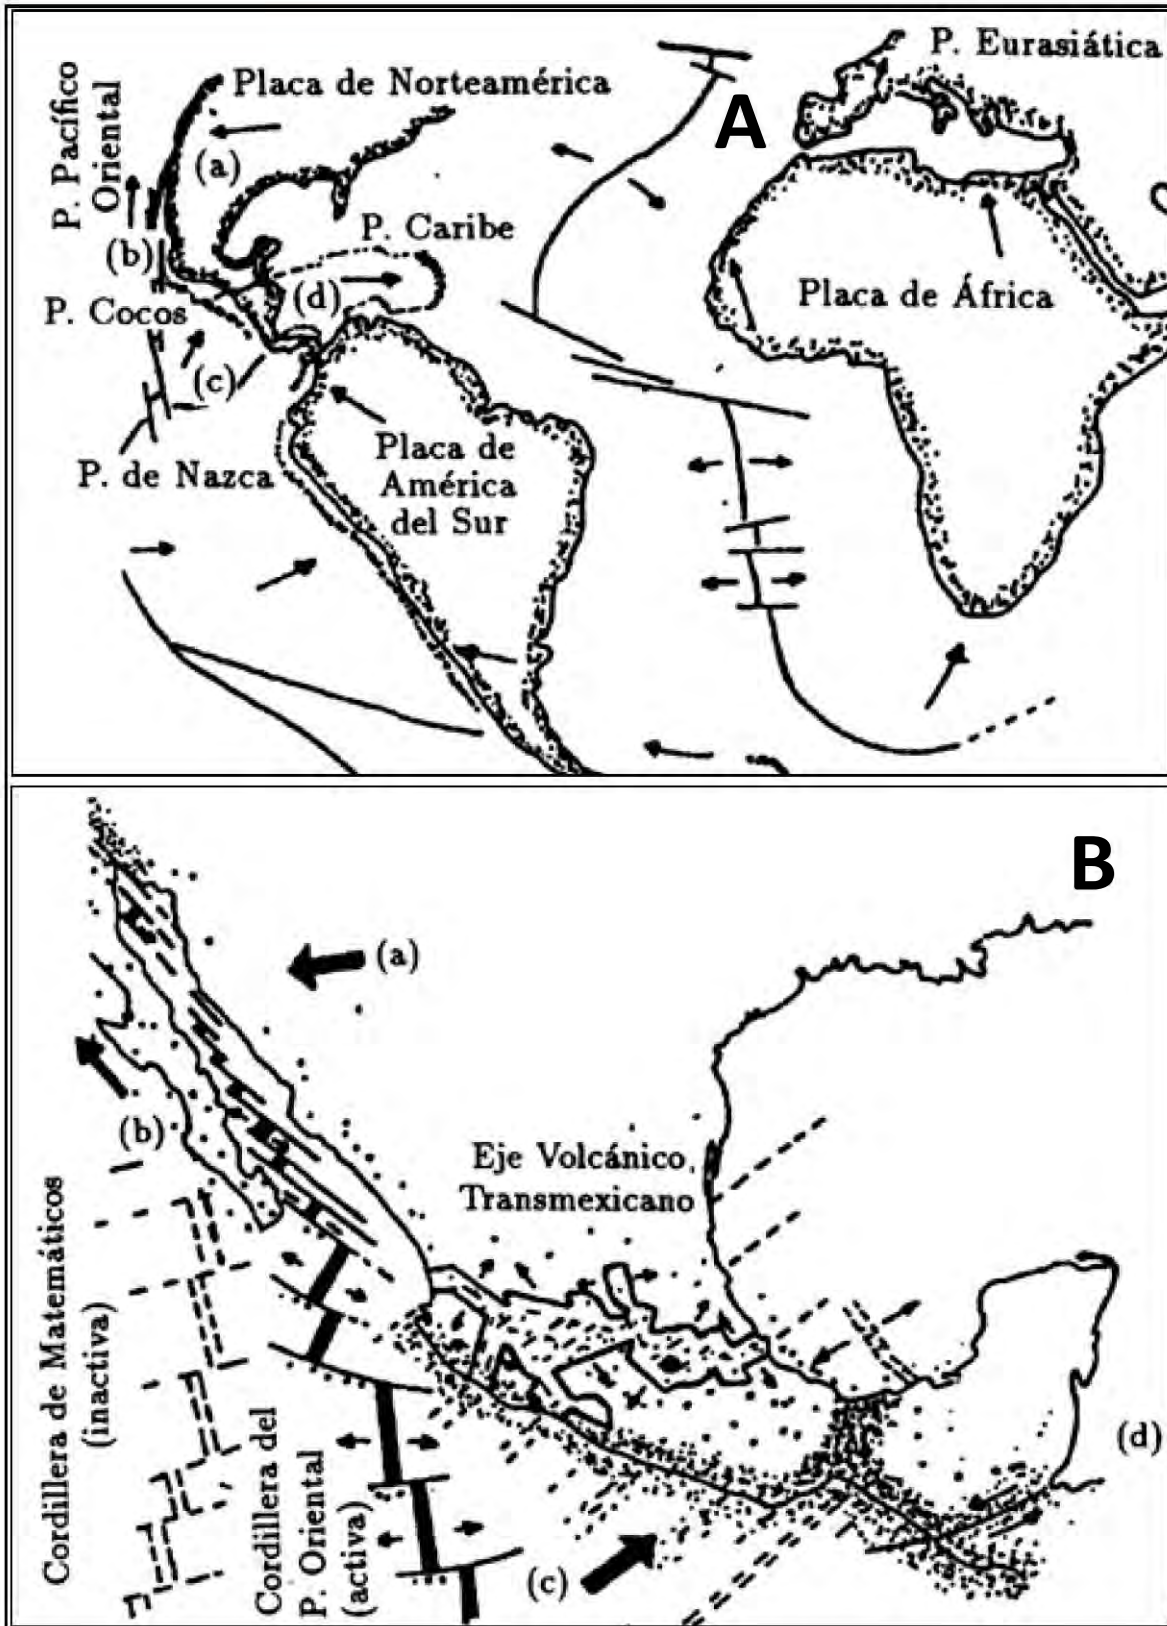 P. Eurasiática
A
P. Pacífico
Oriental
Placa de Norteamérica
(a)
P. Caribe
(b)
(d)
Placa de África
P. Cocos
(c)
Placa de
América
del Sur
P. de Nazca
B
(a)
(b)
Eje Volcánico
Transmexicano
Cordillera de Matemáticos
(inactiva)
Cordillera del
P. Oriental
(activa)
(c)
(d)